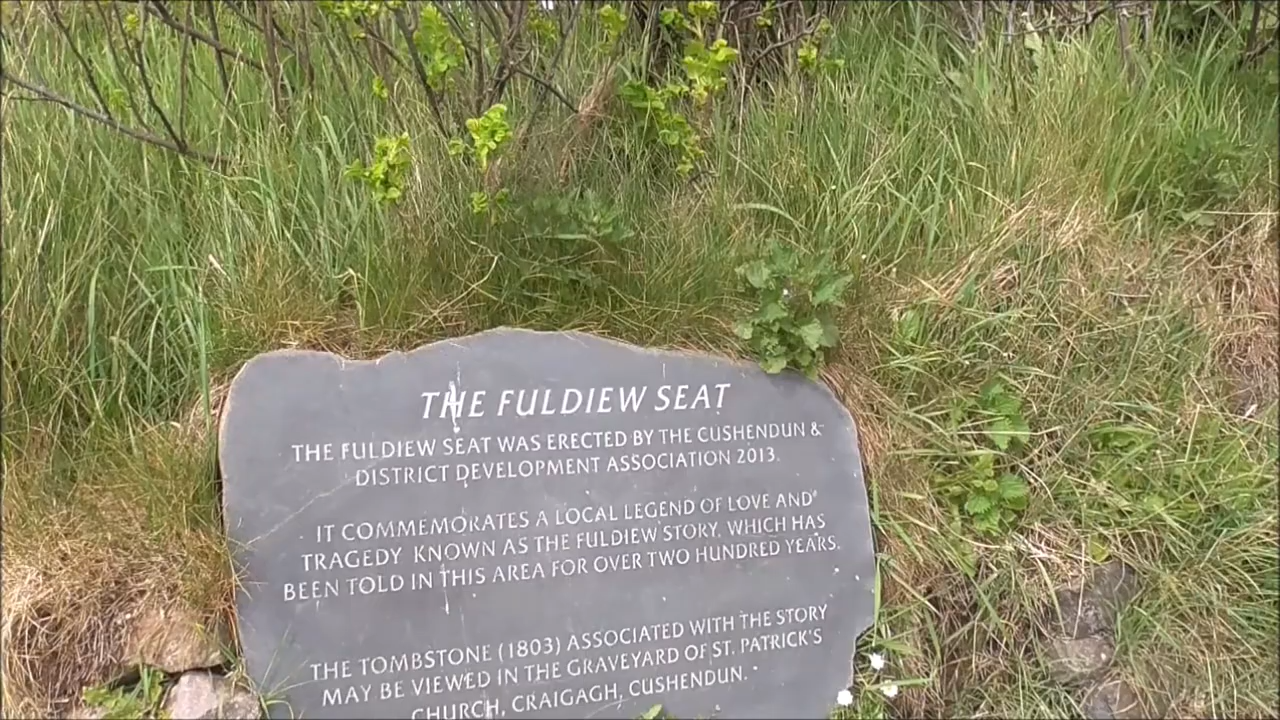 THE FULDIEW SEAT
THE FULDIEW SEAT WAS ERECTED BY THE CUSHENDUN &
DISTRICT DEVELOPMENT ASSOCIATION 2013.
IT COMMEMORATES A LOCAL LEGEND OF LOVE AND
TRAGEDY KNOWN AS THE FULDIEW STORY, WHICH HAS
BEEN TOLD IN THIS AREA FOR OVER TWO HUNDRED YEARS.
THE TOMBSTONE (1803) ASSOCIATED WITH THE STORY
MAY BE VIEWED IN THE GRAVEYARD OF ST. PATRICK'S
CHURCH, CRAIGAGH, CUSHENDUN.